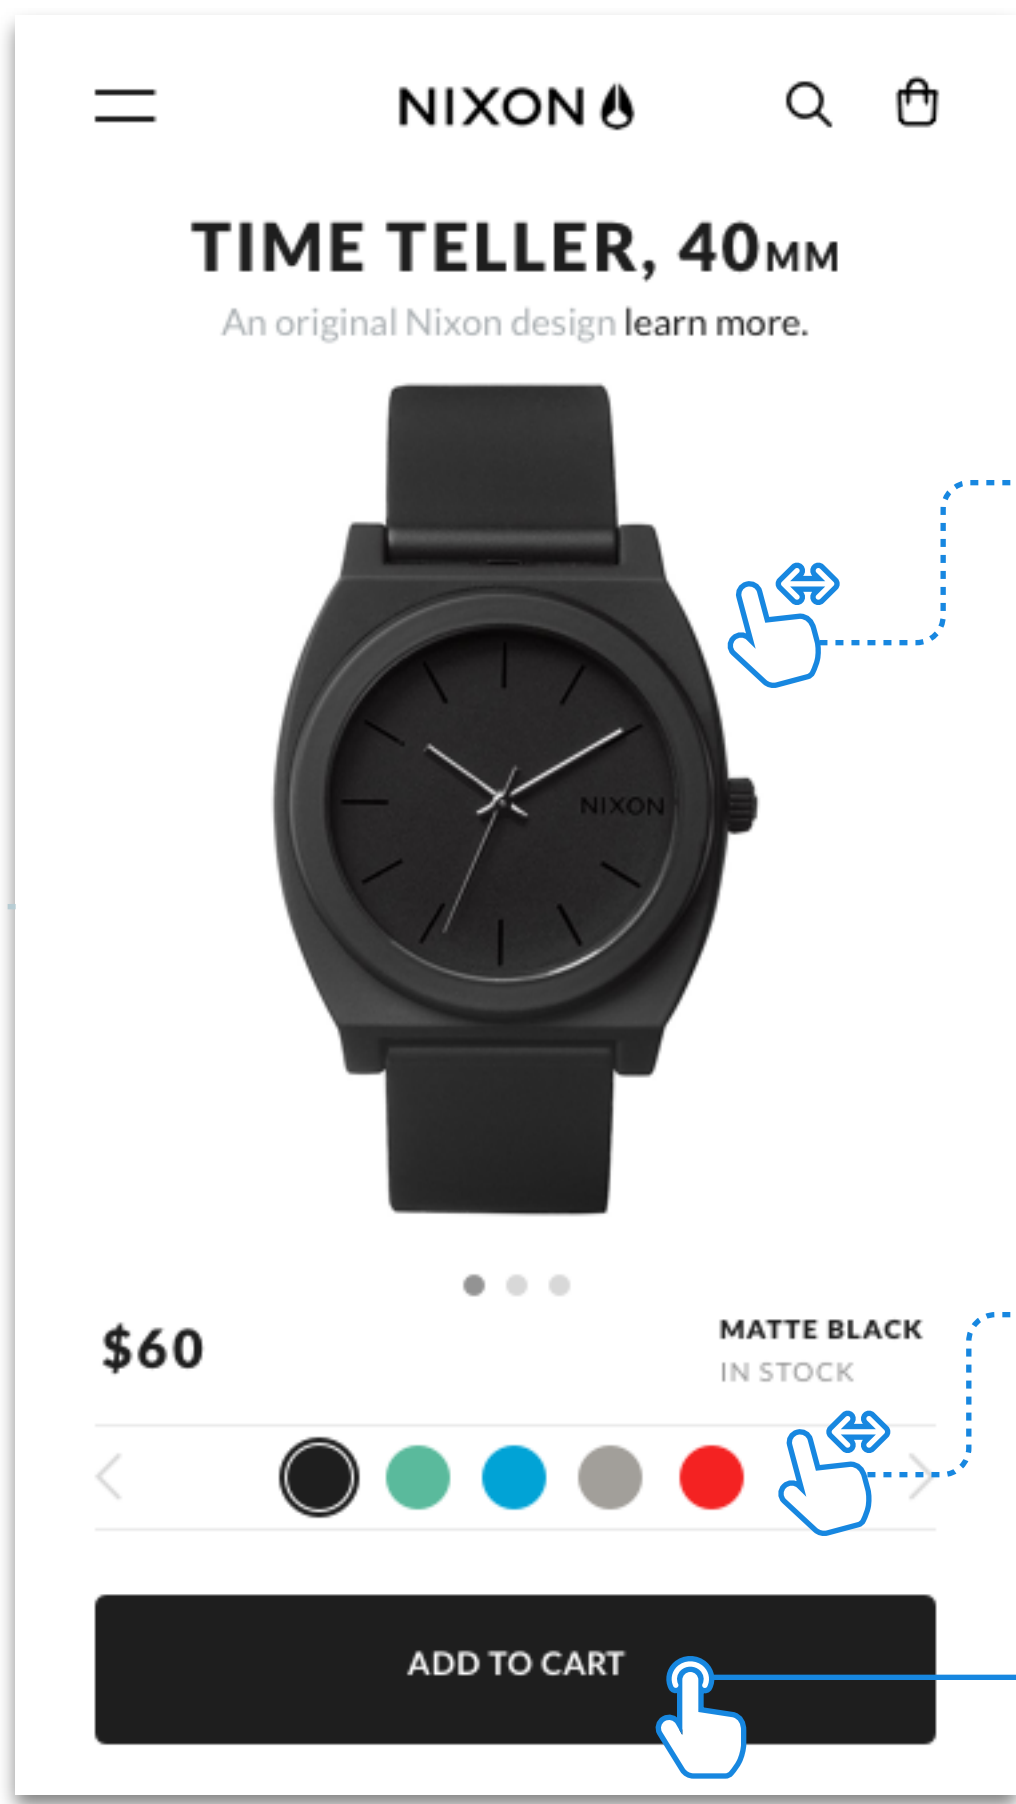 NIXON
TIME TELLER, 40MM
An original Nixon design learn more.
NIXON
$60
MATTE BLACK
IN STOCK
ADD TO CART